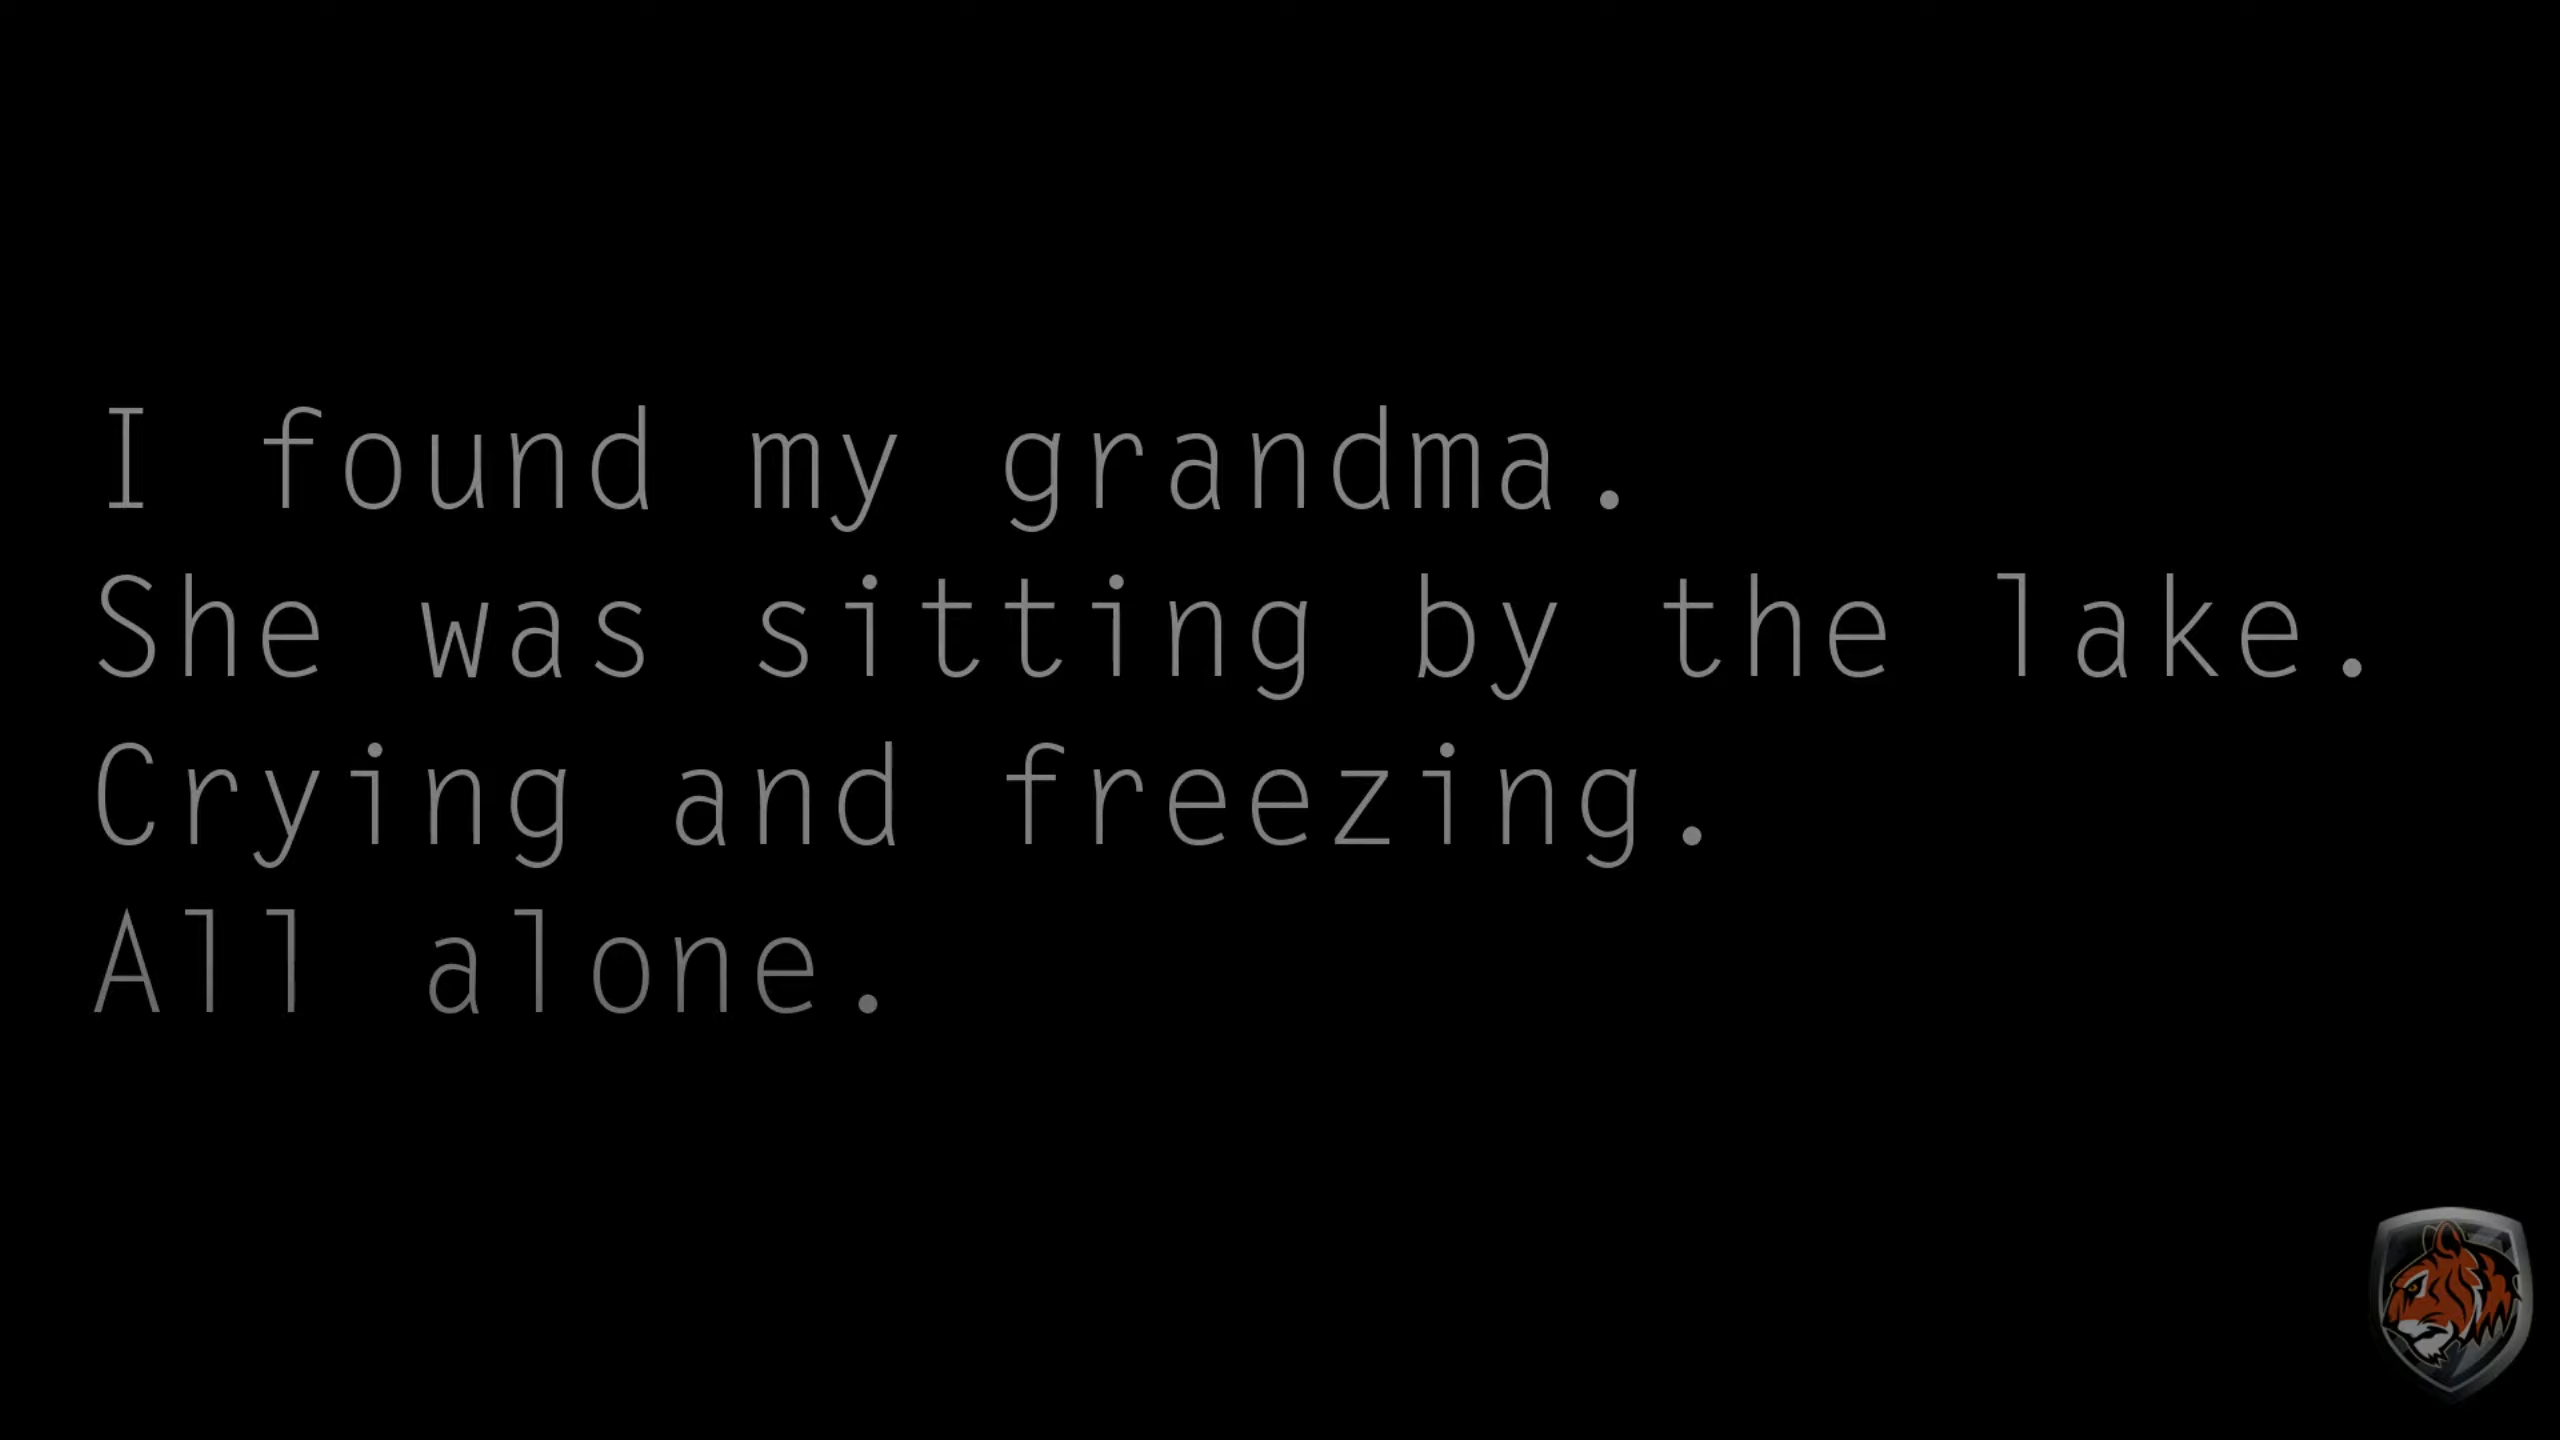 I found my grandma.
She was sitting by the lake.
Crying and freezing.
All alone.